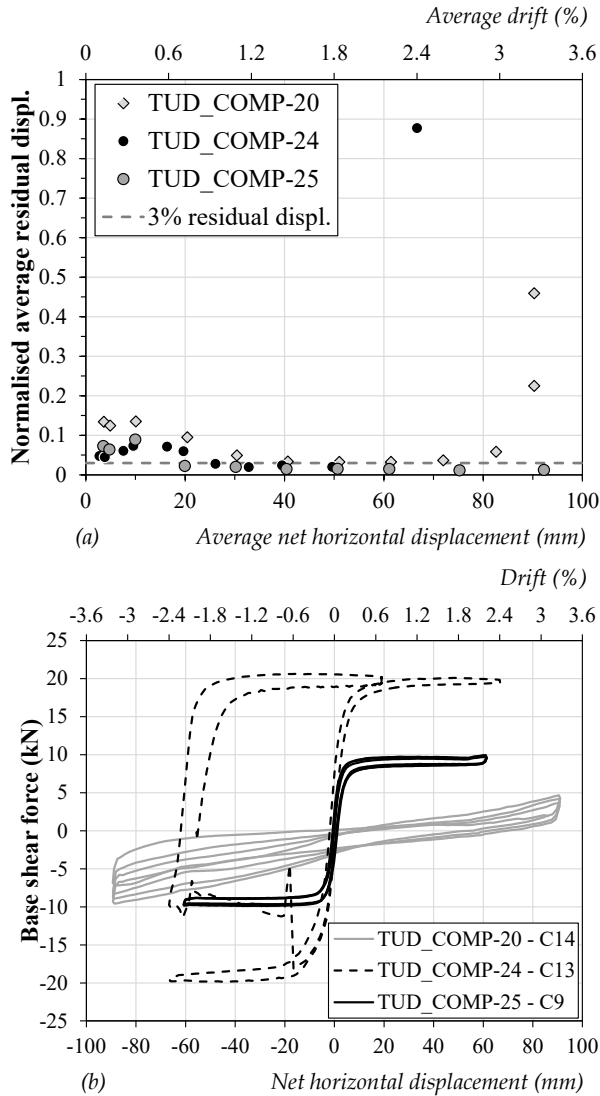 Average drift (%)
0 0.6 1.2 1.8 2.4 3 3.6
Normalised average residual displ.
1
0.9
0.8
0.7
0.6
0.5
0.4
0.3
0.2
0.1
0
TUD_COMP-20
TUD_COMP-24
TUD_COMP-25
3% residual displ.
0 20 40 60 80 100
(a) Average net horizontal displacement (mm)
Drift (%)
-3.6 -3 -2.4 -1.8 -1.2 -0.6 0 0.6 1.2 1.8 2.4 3 3.6
Base shear force (kN)
25
20
15
10
5
0
-5
-10
-15
-20
-25
TUD_COMP-20 - C14
TUD_COMP-24 - C13
TUD_COMP-25 - C9
-100 -80 -60 -40 -20 0 20 40 60 80 100
(b) Net horizontal displacement (mm)